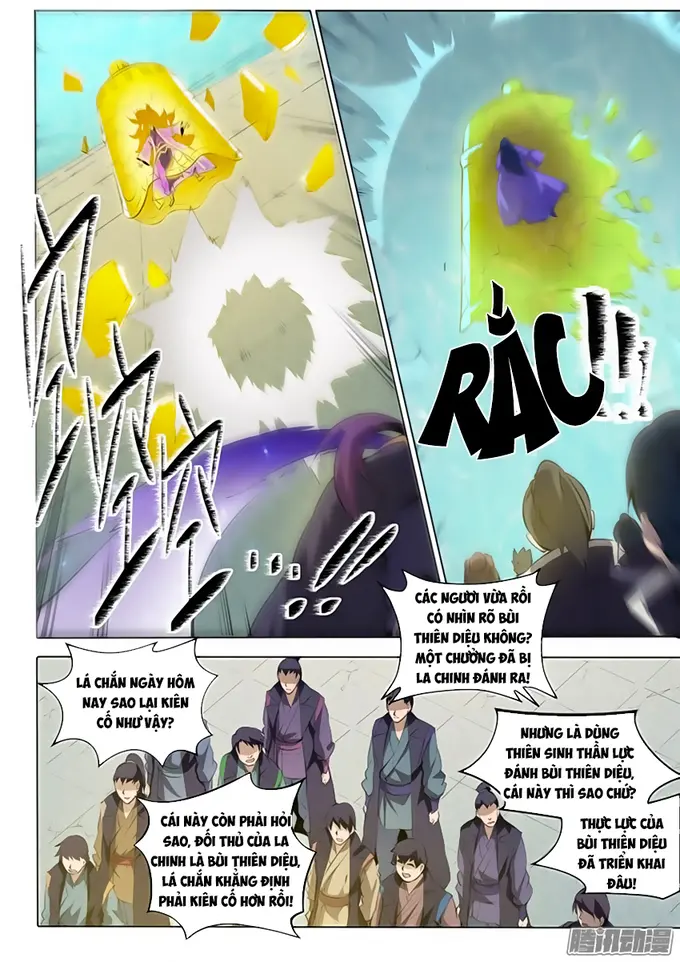 ÀO
ÀO
ÀO
!!...!!
RẮC!!!
CÁC NGƯƠI VỪA RỒI
CÓ NHÌN RÕ BÙI
THIÊN DIỆU KHÔNG?
MỘT CHƯỞNG ĐÃ BỊ
LA CHINH ĐÁNH RA!
LÁ CHẮN NGÀY HÔM
NAY SAO LẠI KIÊN
CỐ NHƯ VẬY?
NHƯNG LÀ DÙNG
THIÊN SINH THẦN LỰC
ĐÁNH BÙI THIÊN DIỆU,
CÁI NÀY THÌ SAO CHỨ?
CÁI NÀY CÒN PHẢI HỎI
SAO, ĐỐI THỦ CỦA LA
CHINH LÀ BÙI THIÊN DIỆU,
LÁ CHẮN KHẲNG ĐỊNH
PHẢI KIÊN CỐ HƠN RỒI!
THỰC LỰC CỦA
BÙI THIÊN DIỆU
ĐÃ TRIỂN KHAI
ĐÂU!
腾讯动漫